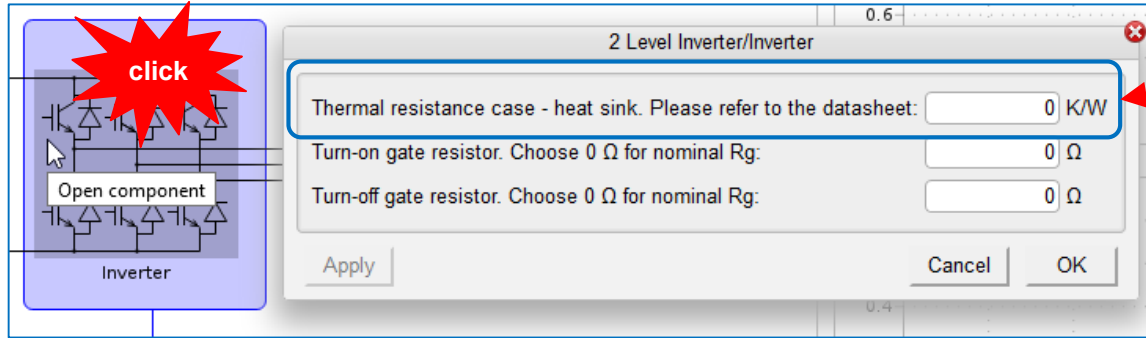 0.6
2 Level Inverter/Inverter
click
Thermal resistance case - heat sink. Please refer to the datasheet: 0 K/W
Turn-on gate resistor. Choose 0 Ω for nominal Rg: 0 Ω
Open component
Turn-off gate resistor. Choose 0 Ω for nominal Rg: 0 Ω
Inverter
Apply Cancel OK
0.4